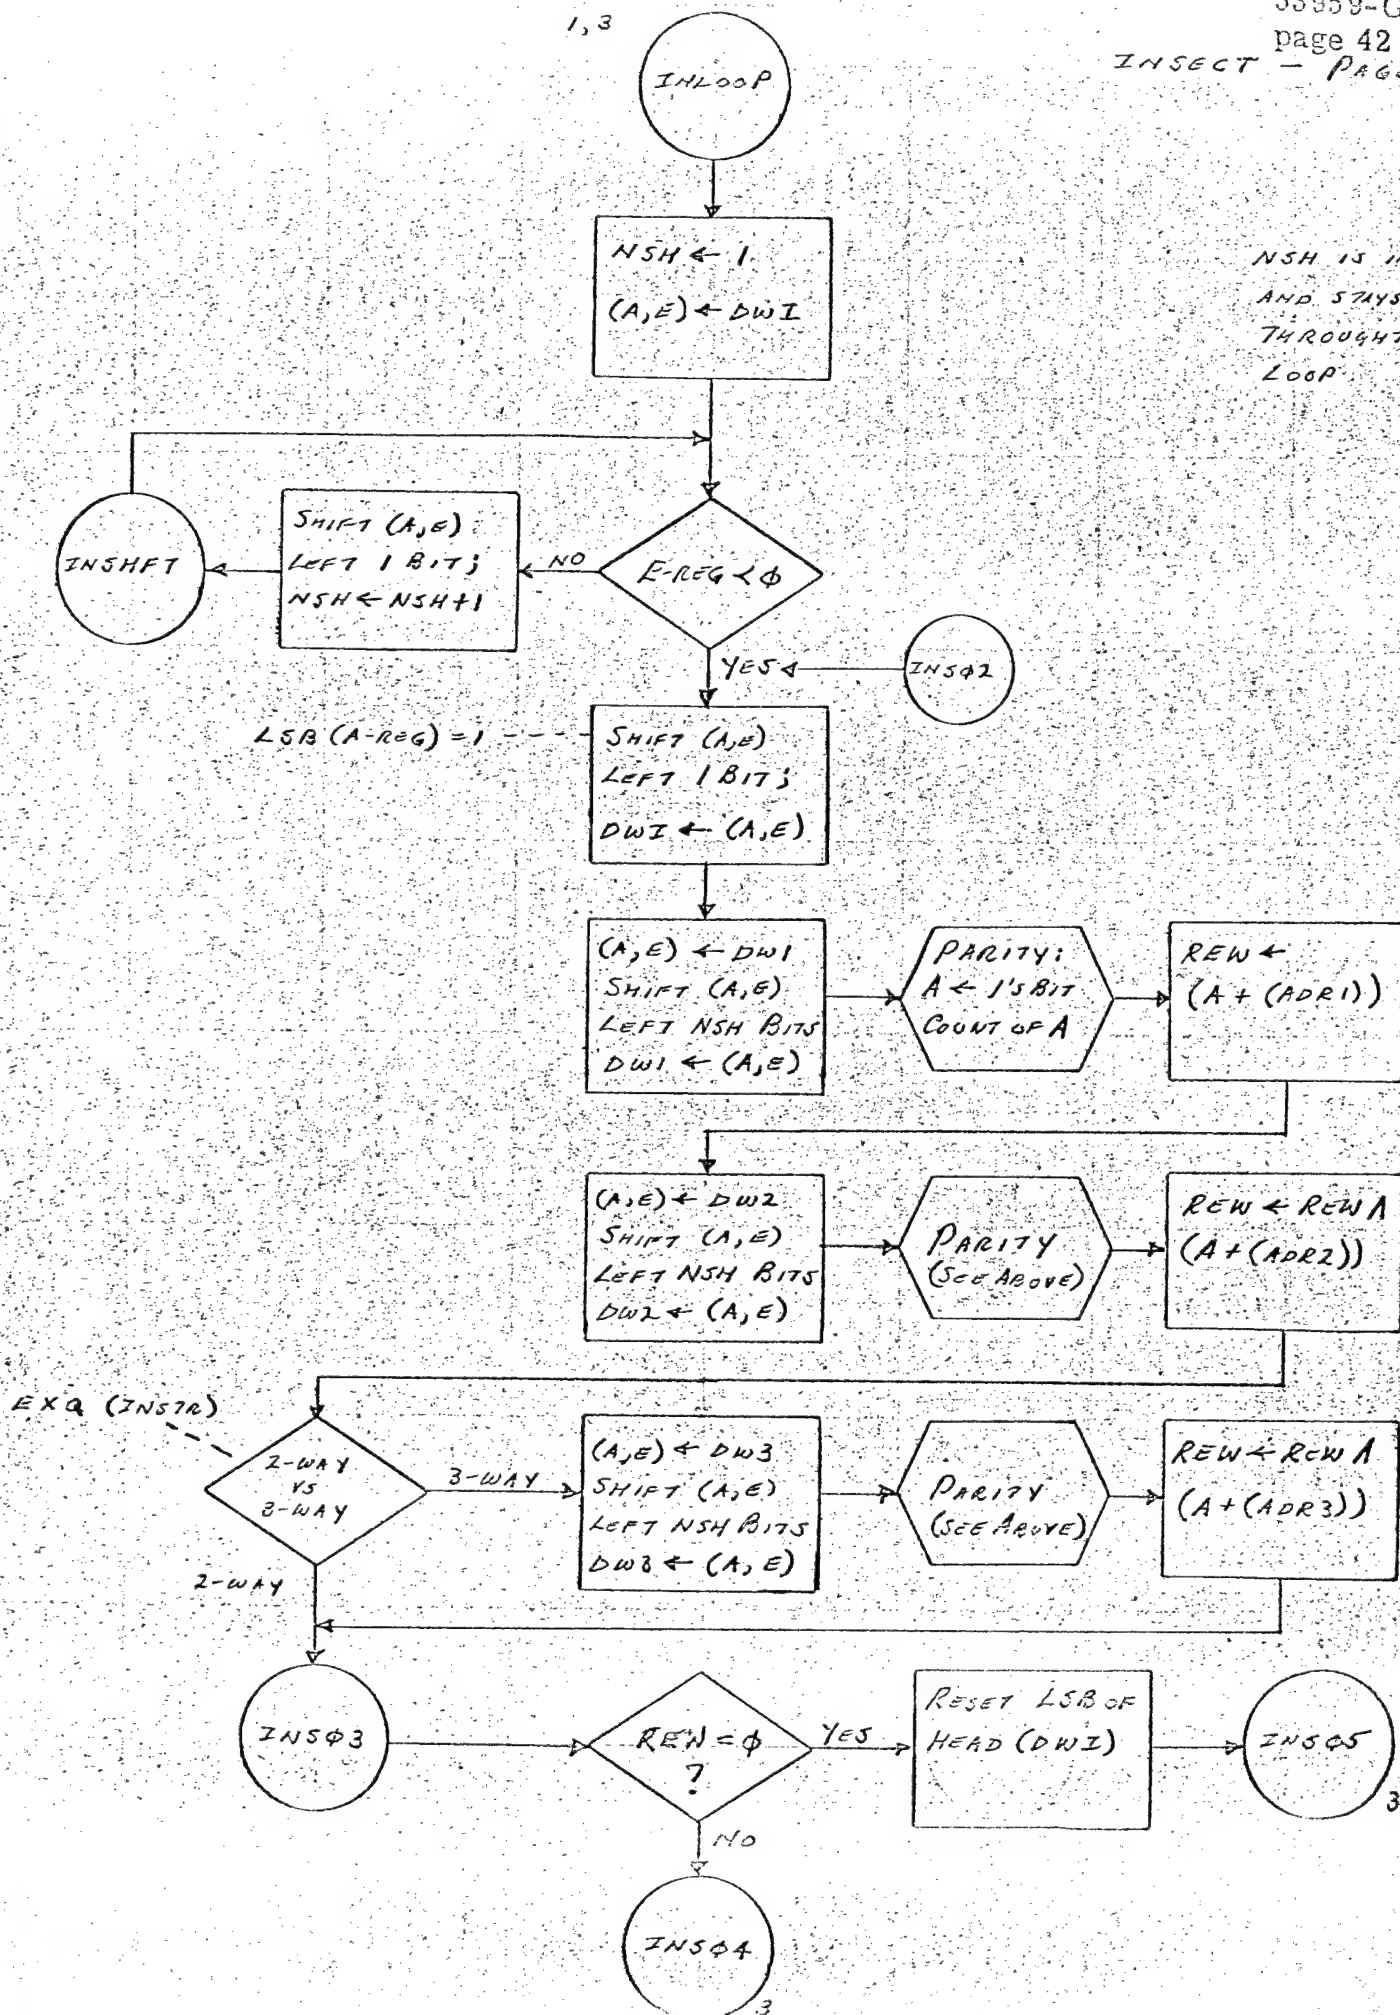 1, 3
page 42
INSECT - PAGE
INLOOP
NSH ← 1
(A,E) ← DWI
NSH IS
AND STAYS
THROUGHT
LOOP
INSHFT
SHIFT (A,E)
LEFT 1 BIT;
NSH ← NSH+1
NO
E-REG < φ
YES
INSφ2
LSB (A-REG) = 1
SHIFT (A,E)
LEFT 1 BIT;
DWI ← (A,E)
(A,E) ← DW1
SHIFT (A,E)
LEFT NSH BITS
DW1 ← (A,E)
PARITY:
A ← 1'S BIT
COUNT OF A
REW ←
(A + (ADR1))
(A,E) ← DW2
SHIFT (A,E)
LEFT NSH BITS
DW2 ← (A,E)
PARITY
(SEE ABOVE)
REW ← REW Λ
(A + (ADR2))
EXQ (INSTR)
2-WAY
VS
3-WAY
3-WAY
(A,E) ← DW3
SHIFT (A,E)
LEFT NSH BITS
DW3 ← (A,E)
PARITY
(SEE ABOVE)
REW ← REW Λ
(A + (ADR3))
2-WAY
INSφ3
REW = φ
?
YES
RESET LSB OF
HEAD (DWI)
INSφ5
3
NO
INSφ4
3